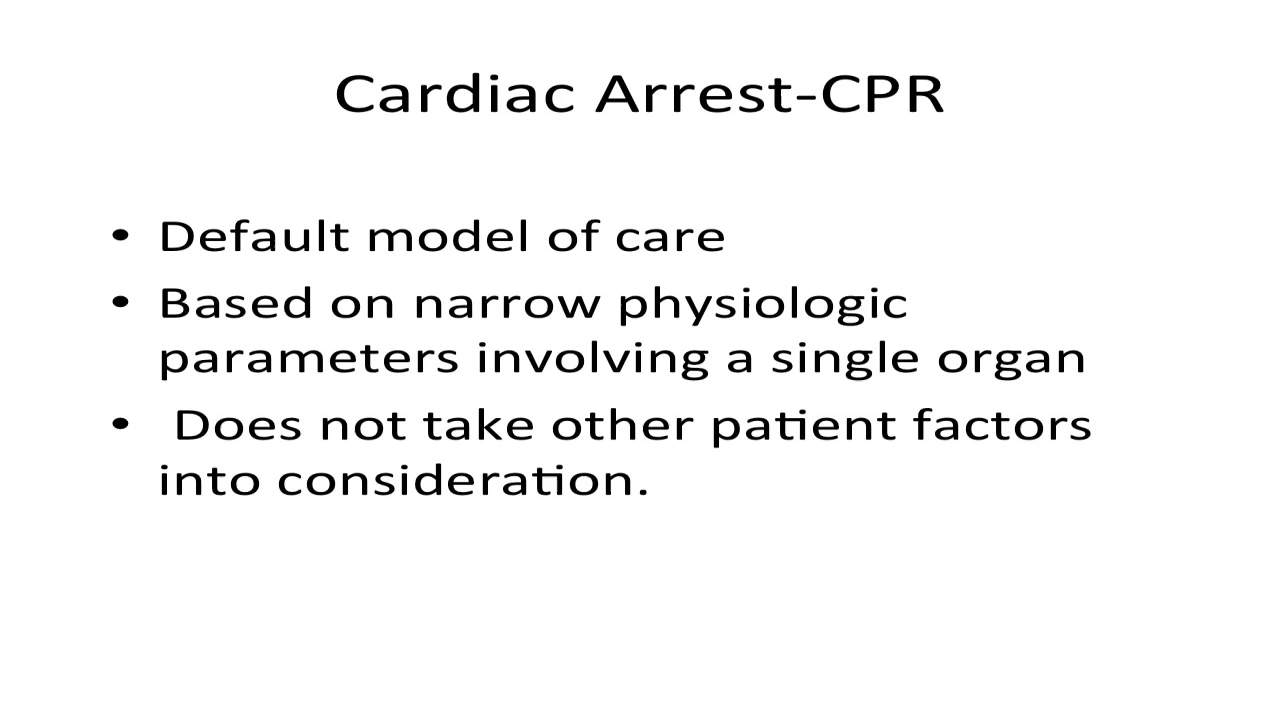 Cardiac Arrest-CPR
• Default model of care
• Based on narrow physiologic
parameters involving a single organ
• Does not take other patient factors
into consideration.